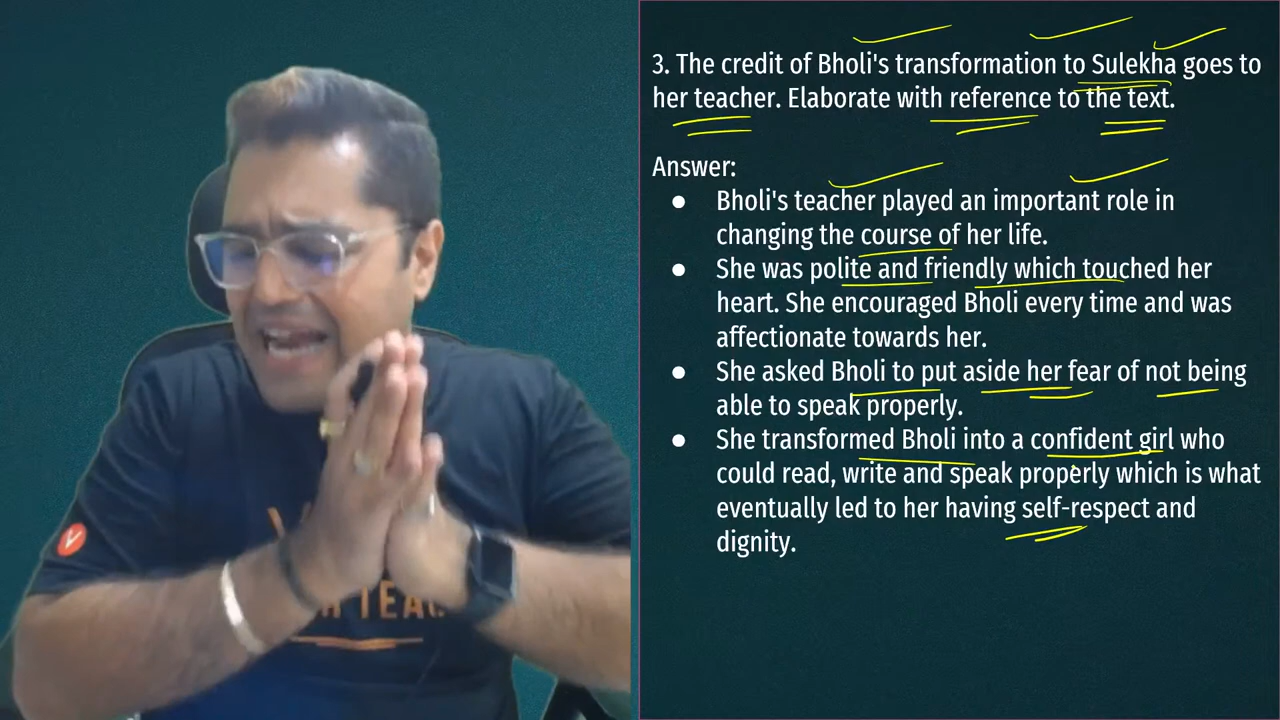 3. The credit of Bholi's transformation to Sulekha goes to
her teacher. Elaborate with reference to the text.
Answer:
● Bholi's teacher played an important role in
changing the course of her life.
● She was polite and friendly which touched her
heart. She encouraged Bholi every time and was
affectionate towards her.
● She asked Bholi to put aside her fear of not being
able to speak properly.
● She transformed Bholi into a confident girl who
could read, write and speak properly which is what
eventually led to her having self-respect and
dignity.